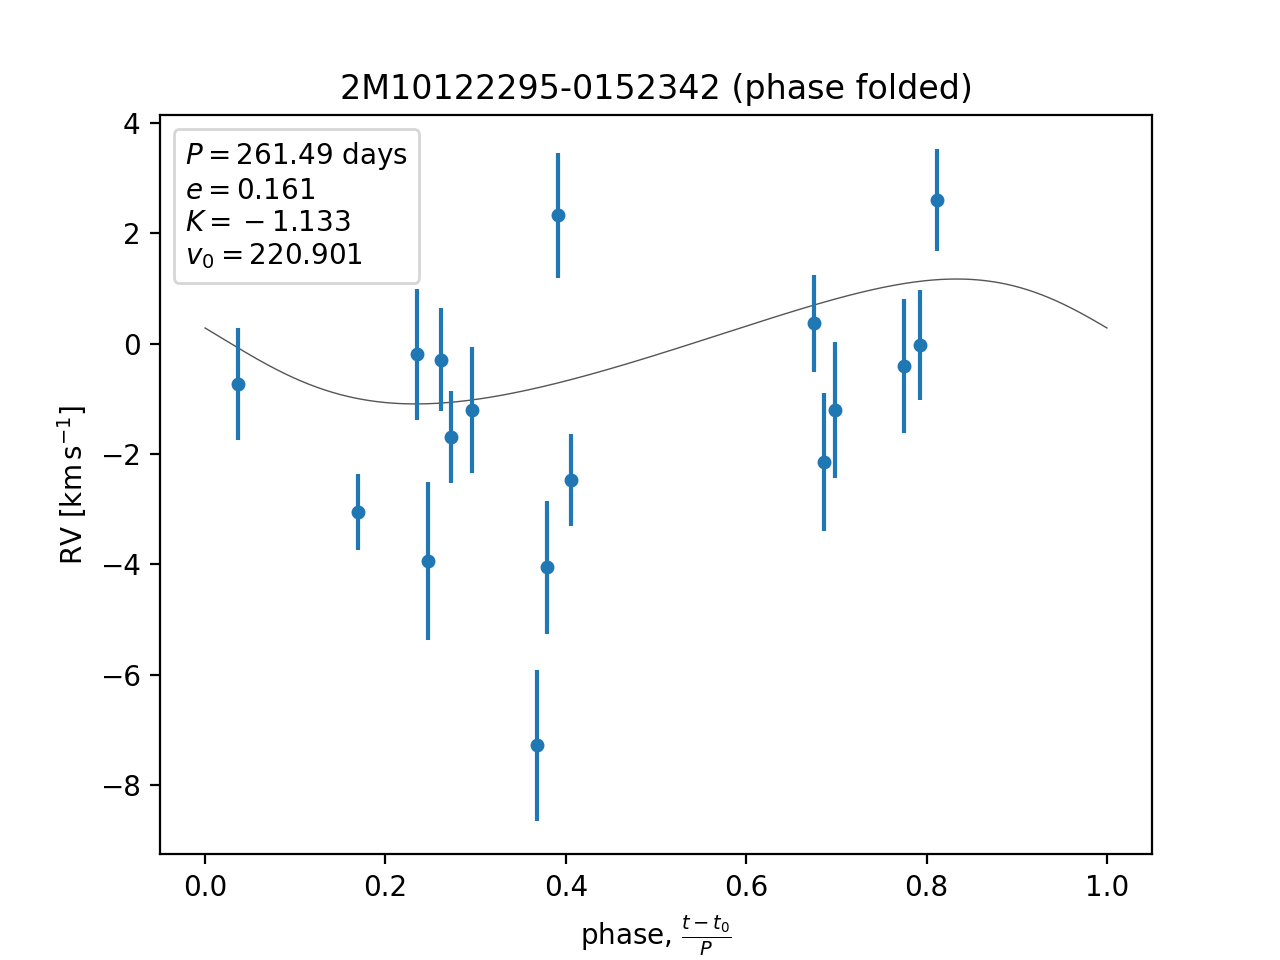 2M10122295-0152342 (phase folded)
P = 261.49 days
e = 0.161
K = −1.133
v₀ = 220.901
4
2
0
−2
−4
−6
−8
RV [km s⁻¹]
0.0 0.2 0.4 0.6 0.8 1.0
phase, (t − t₀)/P